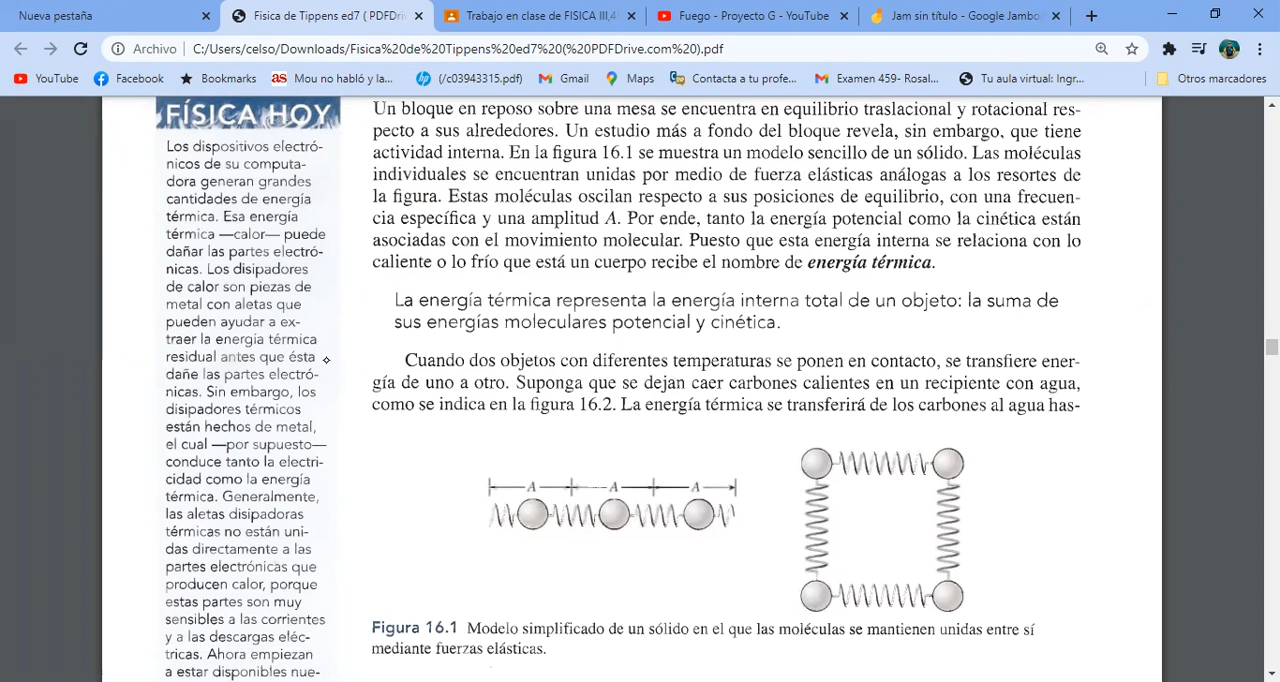 Nueva pestaña
Fisica de Tippens ed7 ( PDFDri
Trabajo en clase de FISICA III,4
Fuego - Proyecto G - YouTube
Jam sin título - Google Jambo
Archivo | C:/Users/celso/Downloads/Fisica%20de%20Tippens%20ed7%20(%20PDFDrive.com%20).pdf
YouTube
Facebook
Bookmarks
Mou no habló y la...
(/c03943315.pdf)
Gmail
Maps
Contacta a tu profe...
Examen 459- Rosal...
Tu aula virtual: Ingr...
Otros marcadores
FÍSICA HOY
Los dispositivos electró-
nicos de su computa-
dora generan grandes
cantidades de energía
térmica. Esa energía
térmica —calor— puede
dañar las partes electró-
nicas. Los disipadores
de calor son piezas de
metal con aletas que
pueden ayudar a ex-
traer la energía térmica
residual antes que ésta
dañe las partes electró-
nicas. Sin embargo, los
disipadores térmicos
están hechos de metal,
el cual —por supuesto—
conduce tanto la electri-
cidad como la energía
térmica. Generalmente,
las aletas disipadoras
térmicas no están uni-
das directamente a las
partes electrónicas que
producen calor, porque
estas partes son muy
sensibles a las corrientes
y a las descargas eléc-
tricas. Ahora empiezan
a estar disponibles nue-
Un bloque en reposo sobre una mesa se encuentra en equilibrio traslacional y rotacional res-
pecto a sus alrededores. Un estudio más a fondo del bloque revela, sin embargo, que tiene
actividad interna. En la figura 16.1 se muestra un modelo sencillo de un sólido. Las moléculas
individuales se encuentran unidas por medio de fuerza elásticas análogas a los resortes de
la figura. Estas moléculas oscilan respecto a sus posiciones de equilibrio, con una frecuen-
cia específica y una amplitud A. Por ende, tanto la energía potencial como la cinética están
asociadas con el movimiento molecular. Puesto que esta energía interna se relaciona con lo
caliente o lo frío que está un cuerpo recibe el nombre de energía térmica.
La energía térmica representa la energía interna total de un objeto: la suma de
sus energías moleculares potencial y cinética.
Cuando dos objetos con diferentes temperaturas se ponen en contacto, se transfiere ener-
gía de uno a otro. Suponga que se dejan caer carbones calientes en un recipiente con agua,
como se indica en la figura 16.2. La energía térmica se transferirá de los carbones al agua has-
A A A
Figura 16.1 Modelo simplificado de un sólido en el que las moléculas se mantienen unidas entre sí
mediante fuerzas elásticas.